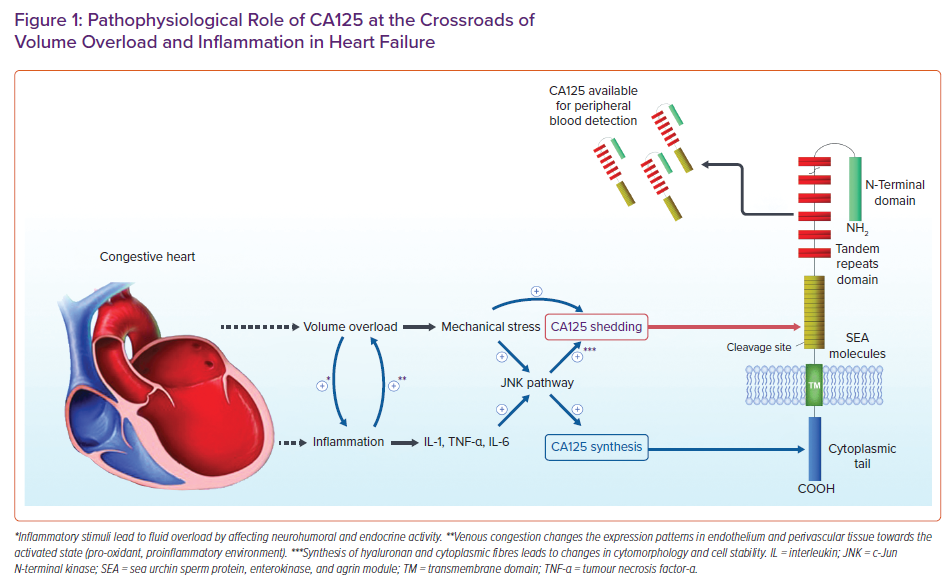 Figure 1: Pathophysiological Role of CA125 at the Crossroads of
Volume Overload and Inflammation in Heart Failure
CA125 available
for peripheral
blood detection
N-Terminal
domain
NH2
Tandem
repeats
domain
Congestive heart
+
Volume overload
Mechanical stress
CA125 shedding
Cleavage site
SEA
molecules
+
+
***
+*
+**
JNK pathway
TM
+
+
Inflammation
IL-1, TNF-α, IL-6
CA125 synthesis
Cytoplasmic
tail
COOH
*Inflammatory stimuli lead to fluid overload by affecting neurohumoral and endocrine activity. **Venous congestion changes the expression patterns in endothelium and perivascular tissue towards the
activated state (pro-oxidant, proinflammatory environment). ***Synthesis of hyaluronan and cytoplasmic fibres leads to changes in cytomorphology and cell stability. IL = interleukin; JNK = c-Jun
N-terminal kinase; SEA = sea urchin sperm protein, enterokinase, and agrin module; TM = transmembrane domain; TNF-α = tumour necrosis factor-α.